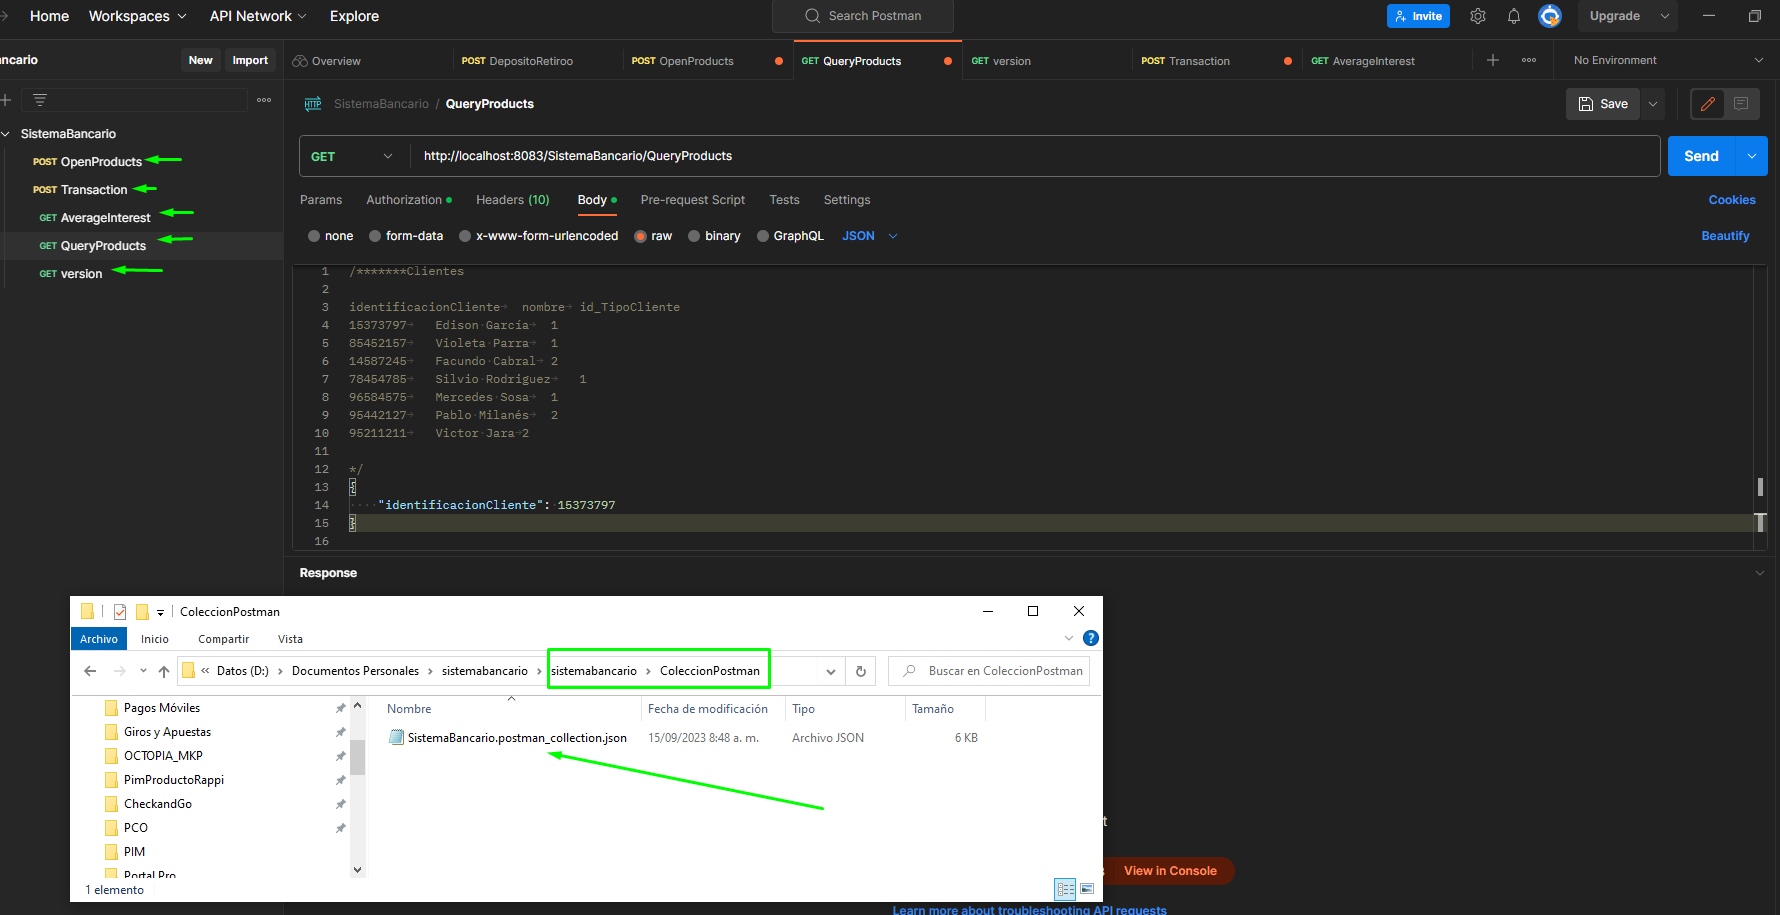 Home Workspaces API Network Explore Search Postman Invite Upgrade
ancario New Import
Overview POST DepositoRetiroo POST OpenProducts GET QueryProducts GET version POST Transaction GET AverageInterest No Environment
HTTP SistemaBancario / QueryProducts Save
SistemaBancario
POST OpenProducts
POST Transaction
GET AverageInterest
GET QueryProducts
GET version
GET http://localhost:8083/SistemaBancario/QueryProducts Send
Params Authorization Headers (10) Body Pre-request Script Tests Settings Cookies
none form-data x-www-form-urlencoded raw binary GraphQL JSON Beautify
1 /*******Clientes
2
3 identificacionCliente nombre id_TipoCliente
4 15373797 Edison García 1
5 85452157 Violeta Parra 1
6 14587245 Facundo Cabral 2
7 78454785 Silvio Rodriguez 1
8 96584575 Mercedes Sosa 1
9 95442127 Pablo Milanés 2
10 95211211 Victor Jara 2
11
12 */
13 {
14 "identificacionCliente": 15373797
15 }
16
Response
ColeccionPostman
Archivo Inicio Compartir Vista
« Datos (D:) › Documentos Personales › sistemabancario › sistemabancario › ColeccionPostman Buscar en ColeccionPostman
Pagos Móviles
Giros y Apuestas
OCTOPIA_MKP
PimProductoRappi
CheckandGo
PCO
PIM
Portal Pro
Nombre Fecha de modificación Tipo Tamaño
SistemaBancario.postman_collection.json 15/09/2023 8:48 a. m. Archivo JSON 6 KB
1 elemento
t
View in Console
Learn more about troubleshooting API requests